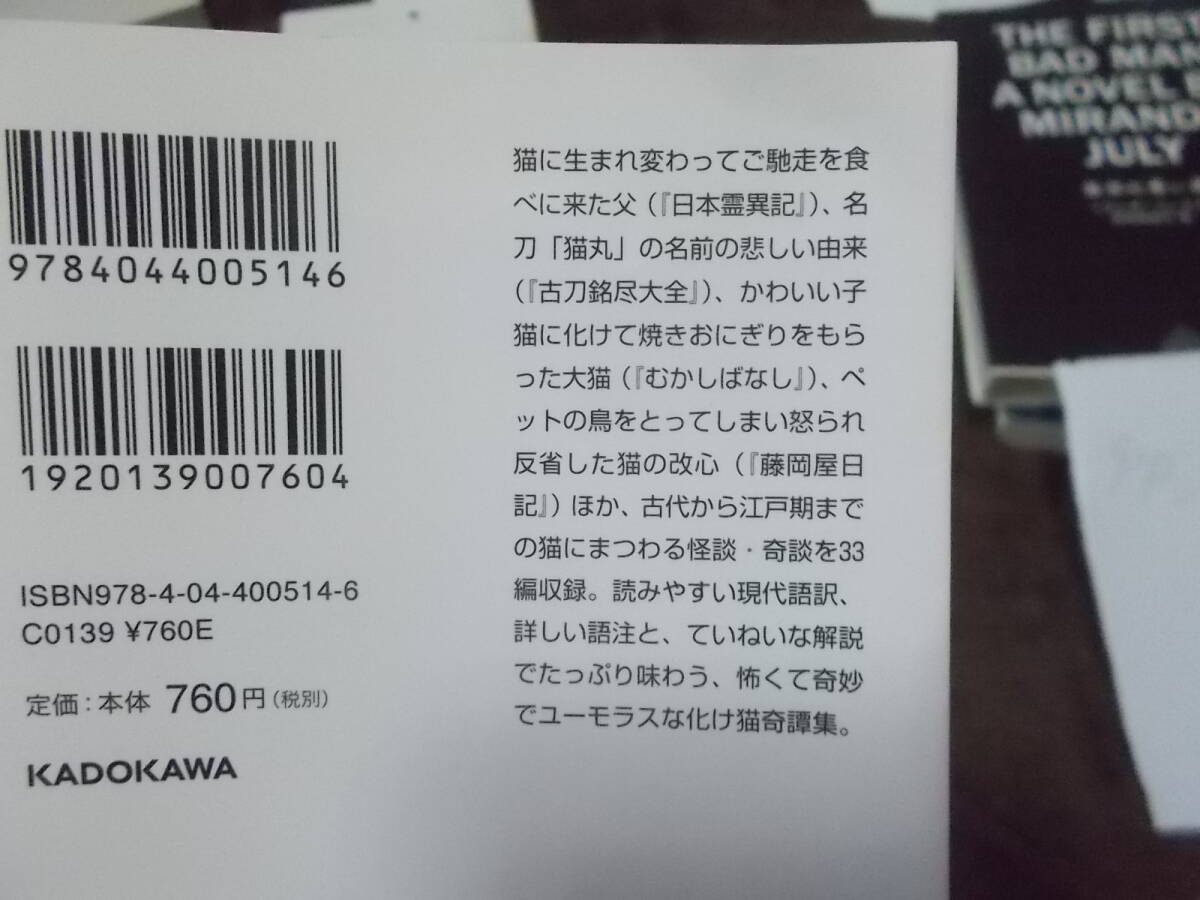 9784044005146
1920139007604
ISBN978-4-04-400514-6
C0139 ¥760E
定価:本体 760円(税別)
KADOKAWA
猫に生まれ変わってご馳走を食
べに来た父(『日本霊異記』)、名
刀「猫丸」の名前の悲しい由来
(『古刀銘尽大全』)、かわいい子
猫に化けて焼きおにぎりをもら
った大猫(『むかしばなし』)、ペ
ットの鳥をとってしまい怒られ
反省した猫の改心(『藤岡屋日
記』)ほか、古代から江戸期まで
の猫にまつわる怪談・奇談を33
編収録。読みやすい現代語訳、
詳しい語注と、ていねいな解説
でたっぷり味わう、怖くて奇妙
でユーモラスな化け猫奇譚集。
THE FIRST
BAD MAN
A NOVEL
MIRAND
JULY